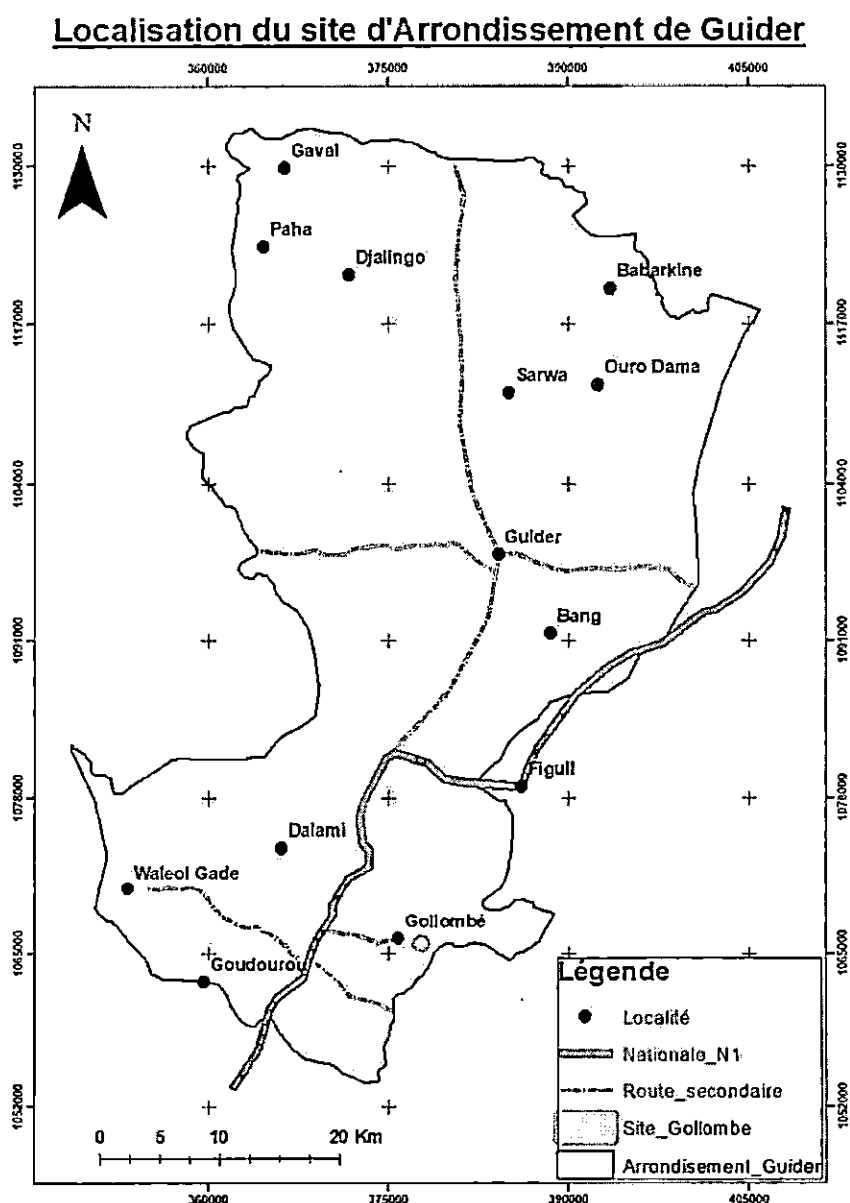 Localisation du site d'Arrondissement de Guider
360000 375000 390000 405000
N
1130000 1130000
Gaval
Paha
Djalingo
Babarkine
1117000 1117000
Sarwa
Ouro Dama
1104000 1104000
Guider
Bang
1091000 1091000
Figuil
1078000 1078000
Dalami
Waleol Gade
Gollombé
1065000 1065000
Goudourou
Légende
Localité
Nationale_N1
Route_secondaire
Site_Gollombe
Arrondisement_Guider
1052000 1052000
0 5 10 20 Km
360000 375000 390000 405000